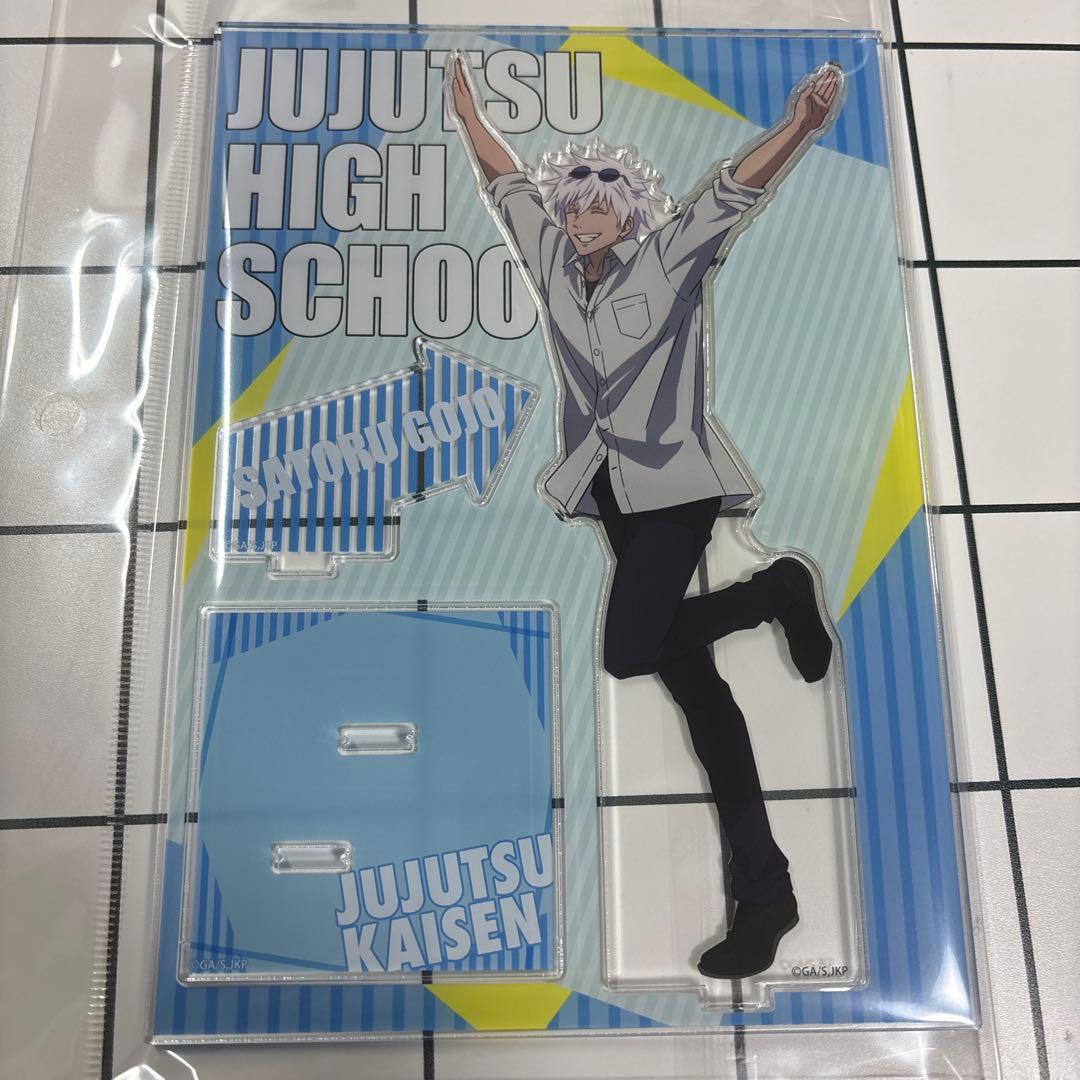 JUJUTSU
HIGH
SCHOO
SATORU GOJO
©GA/S,JKP
JUJUTSU
KAISEN
©GA/S,JKP
©GA/S,JKP